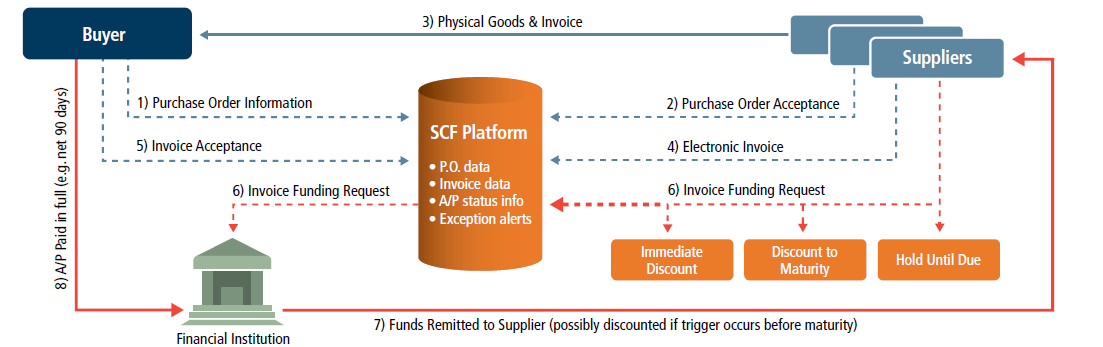 3) Physical Goods & Invoice
Buyer
Suppliers
1) Purchase Order Information
2) Purchase Order Acceptance
SCF Platform
5) Invoice Acceptance
4) Electronic Invoice
• P.O. data
• Invoice data
• A/P status info
• Exception alerts
6) Invoice Funding Request
6) Invoice Funding Request
8) A/P Paid in full (e.g. net 90 days)
Immediate
Discount
Discount to
Maturity
Hold Until Due
7) Funds Remitted to Supplier (possibly discounted if trigger occurs before maturity)
Financial Institution